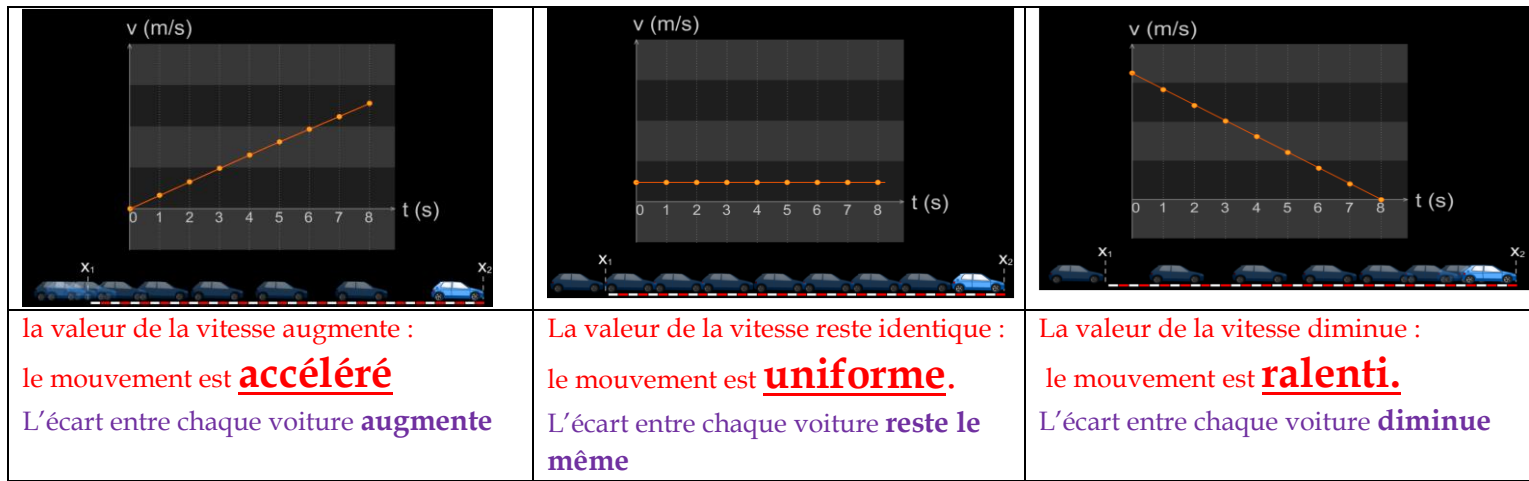 v (m/s)
0 1 2 3 4 5 6 7 8 t (s)
x₁ x₂
la valeur de la vitesse augmente :
le mouvement est accéléré
L’écart entre chaque voiture augmente
v (m/s)
0 1 2 3 4 5 6 7 8 t (s)
x₁ x₂
La valeur de la vitesse reste identique :
le mouvement est uniforme.
L’écart entre chaque voiture reste le
même
v (m/s)
0 1 2 3 4 5 6 7 8 t (s)
x₁ x₂
La valeur de la vitesse diminue :
le mouvement est ralenti.
L’écart entre chaque voiture diminue